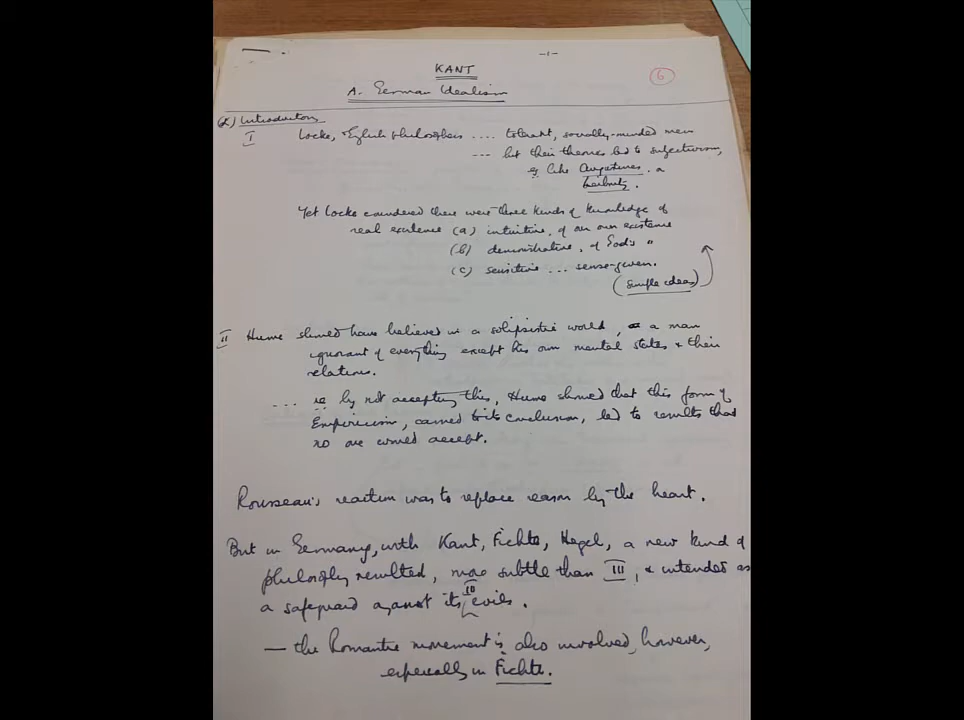 -1-
KANT
6
A. German Idealism
(α) Introductory
I Locke, & English philosophers .... tolerant, socially-minded men
... but their theories led to subjectivism,
eg like Augustines. a
Leibnitz.
Yet Locke considered there were three kinds of knowledge of
real existence (a) intuitive, of our own existence
(b) demonstrative, of God's "
(c) sensitive ... sense-given.
(simple ideas)
II Hume should have believed in a solipsistic world, a man
ignorant of everything except his own mental states & their
relations.
... ie by not accepting this, Hume showed that this form of
Empiricism, carried to its conclusion, led to results that
no one could accept.
Rousseau's reaction was to replace reason by the heart.
But in Germany, with Kant, Fichte, Hegel, a new kind of
philosophy resulted, more subtle than III, & intended as
a safeguard against its III evils.
— the Romantic movement is also involved, however,
especially in Fichte.